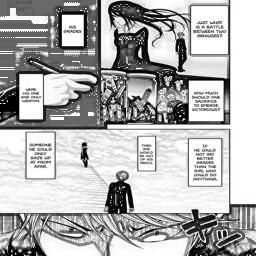 JUST WHAT
IS A BATTLE
BETWEEN TWO
GENIUSES?
HIS
GRADES
WERE
HIS ONE
AND ONLY
WEAPON.
HOW MUCH
SHOULD ONE
SACRIFICE
TO EMERGE
VICTORIOUS?
IF
HE COULD
NOT GET
BETTER
GRADES
THAN THE
GIRL WHO
COULD DO
ANYTHING,
THEN
SHE
WOULD
BE OUT
OF HIS
REACH,
SOMEONE
HE COULD
ONLY
GAZE UP
AT FROM
AFAR.